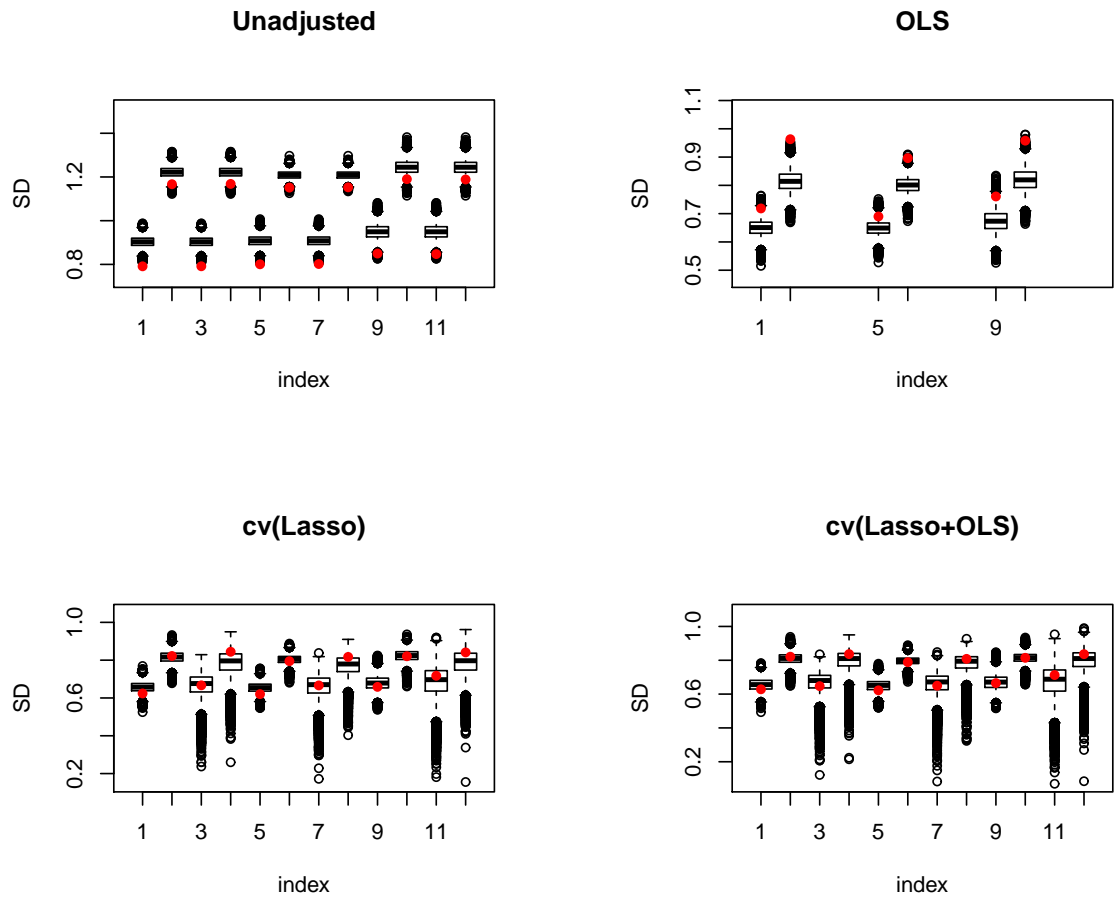 Unadjusted
SD
0.8
1.2
1
3
5
7
9
11
index
OLS
SD
0.5
0.7
0.9
1.1
1
5
9
index
cv(Lasso)
SD
0.2
0.6
1.0
1
3
5
7
9
11
index
cv(Lasso+OLS)
SD
0.2
0.6
1.0
1
3
5
7
9
11
index